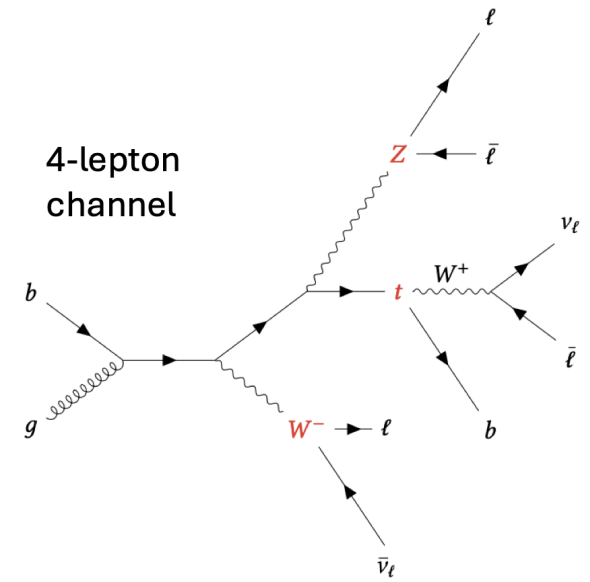 ℓ
4-lepton
channel
Z
ℓ̄
ν_ℓ
W⁺
b
t
ℓ̄
g
W⁻
ℓ
b
ν̄_ℓ